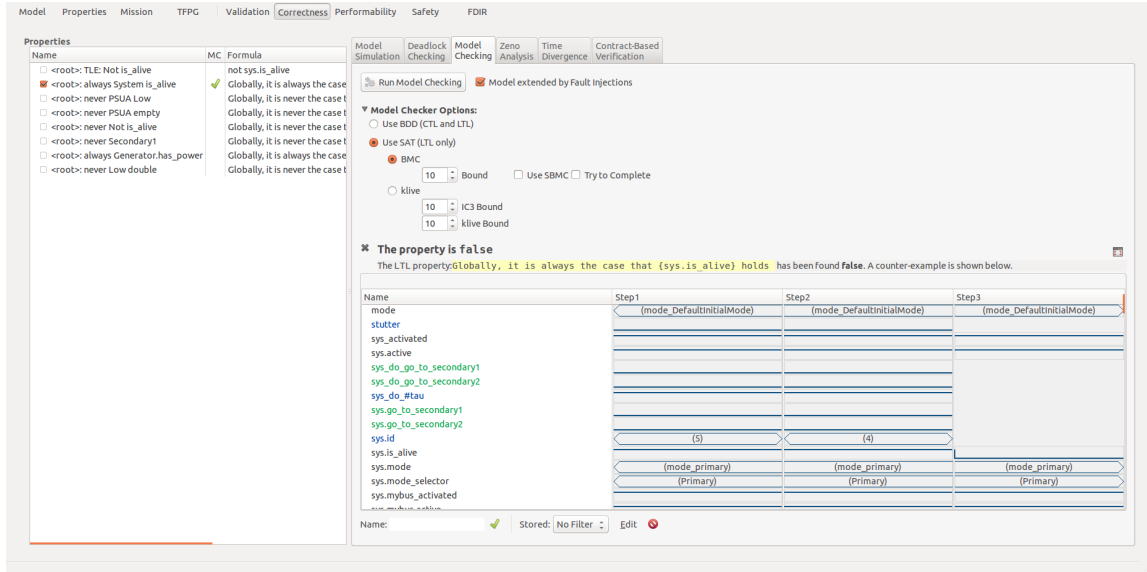 Model Properties Mission TFPG Validation Correctness Performability Safety FDIR
Properties
Name MC Formula
<root>: TLE: Not is_alive not sys.is_alive
<root>: always System is_alive Globally, it is always the case
<root>: never PSUA Low Globally, it is never the case t
<root>: never PSUA empty Globally, it is never the case t
<root>: never Not is_alive Globally, it is never the case t
<root>: never Secondary1 Globally, it is never the case t
<root>: always Generator.has_power Globally, it is always the case
<root>: never Low double Globally, it is never the case t
Model Simulation
Deadlock Checking
Model Checking
Zeno Analysis
Time Divergence
Contract-Based Verification
Run Model Checking Model extended by Fault Injections
Model Checker Options:
Use BDD (CTL and LTL)
Use SAT (LTL only)
BMC
10 Bound Use SBMC Try to Complete
klive
10 IC3 Bound
10 klive Bound
The property is false
The LTL property:Globally, it is always the case that {sys.is_alive} holds has been found false. A counter-example is shown below.
Name Step1 Step2 Step3
mode (mode_DefaultInitialMode) (mode_DefaultInitialMode) (mode_DefaultInitialMode)
stutter
sys_activated
sys.active
sys_do_go_to_secondary1
sys_do_go_to_secondary2
sys_do_#tau
sys.go_to_secondary1
sys.go_to_secondary2
sys.id (5) (4)
sys.is_alive
sys.mode (mode_primary) (mode_primary) (mode_primary)
sys.mode_selector (Primary) (Primary) (Primary)
sys.mybus_activated
sys.mybus.active
Name: Stored: No Filter Edit